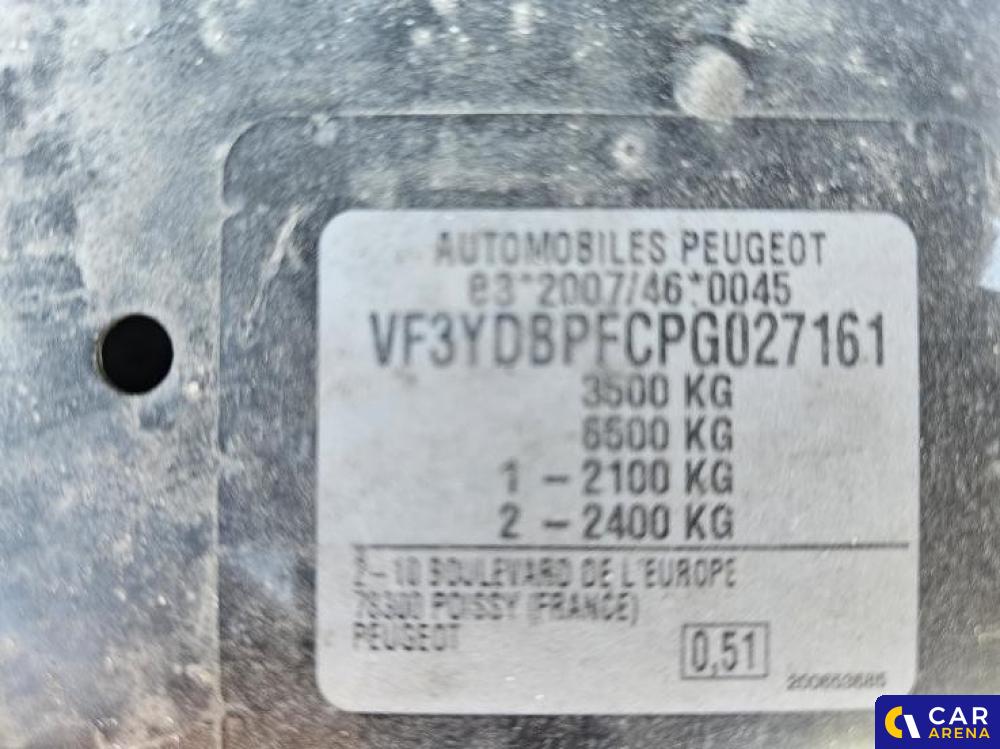 AUTOMOBILES PEUGEOT
e3*2007/46*0045
VF3YDBPFCPG027161
3500 KG
6500 KG
1 - 2100 KG
2 - 2400 KG
2-10 BOULEVARD DE L'EUROPE
78300 POISSY (FRANCE)
PEUGEOT
0,51
CAR
ARENA